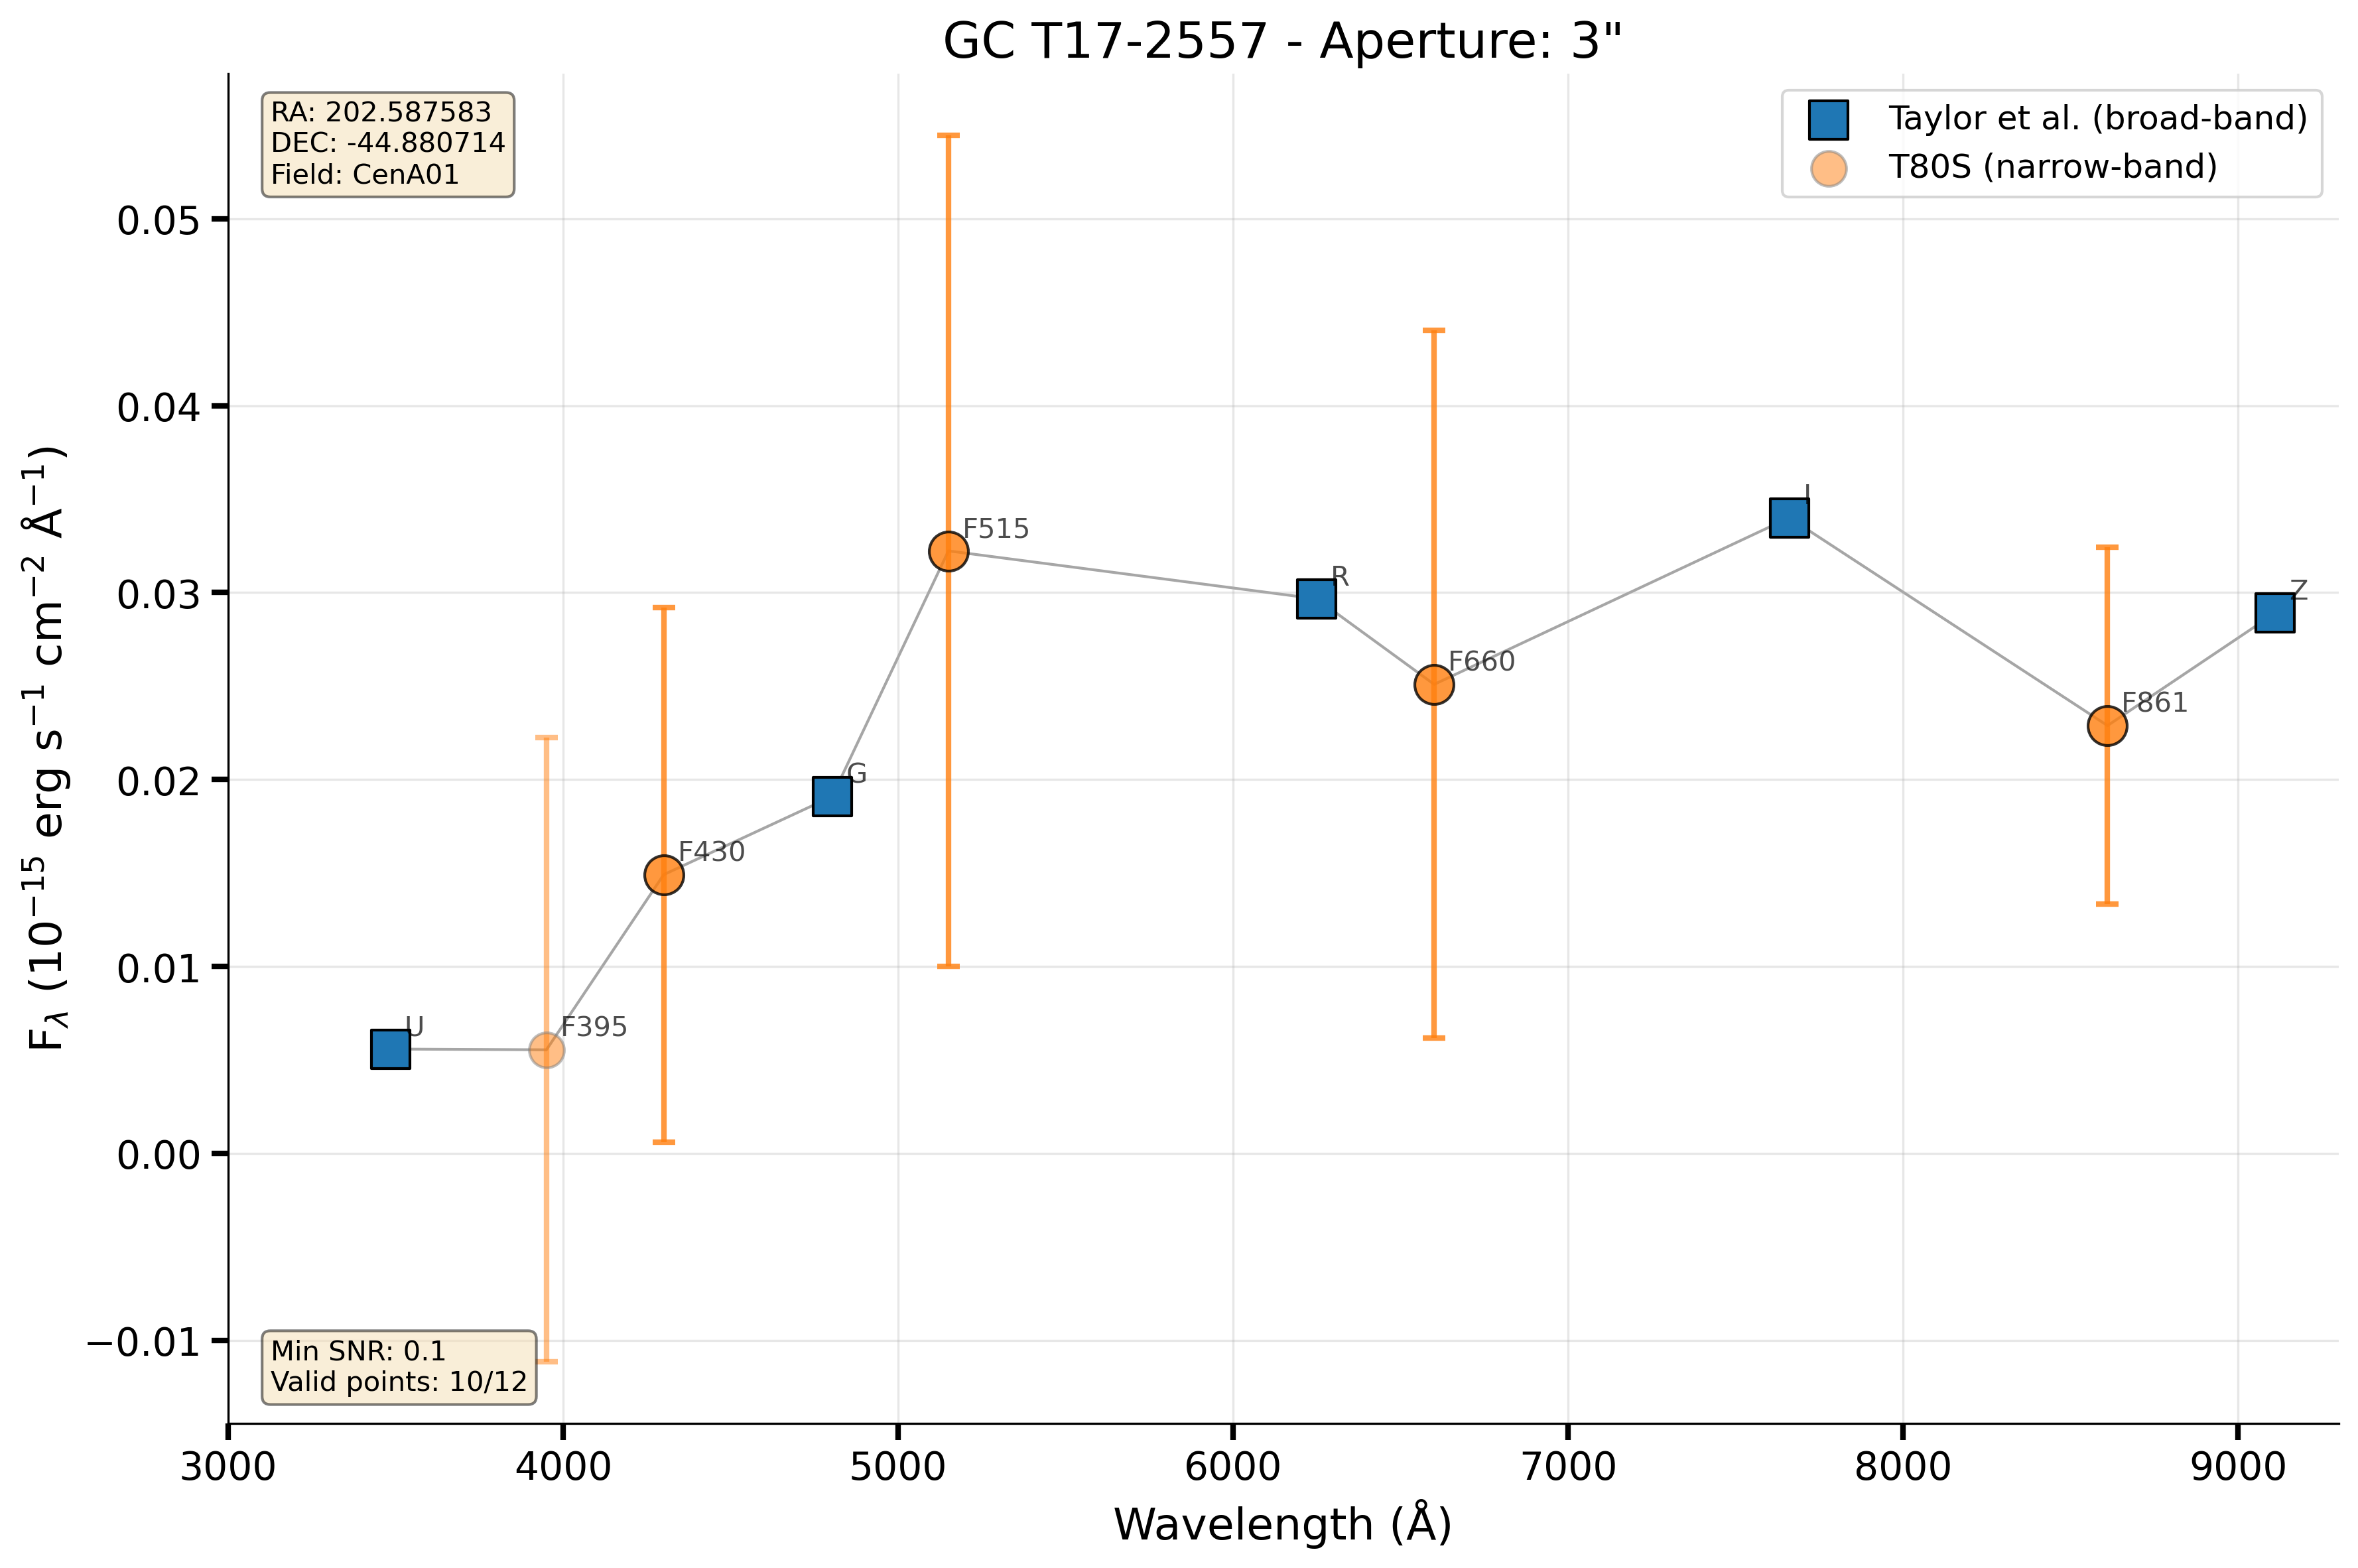 GC T17-2557 - Aperture: 3"
RA: 202.587583
DEC: -44.880714
Field: CenA01
Taylor et al. (broad-band)
T80S (narrow-band)
F_λ (10⁻¹⁵ erg s⁻¹ cm⁻² Å⁻¹)
0.05
0.04
0.03
0.02
0.01
0.00
−0.01
U
F395
F430
G
F515
R
F660
I
F861
Z
Min SNR: 0.1
Valid points: 10/12
3000 4000 5000 6000 7000 8000 9000
Wavelength (Å)